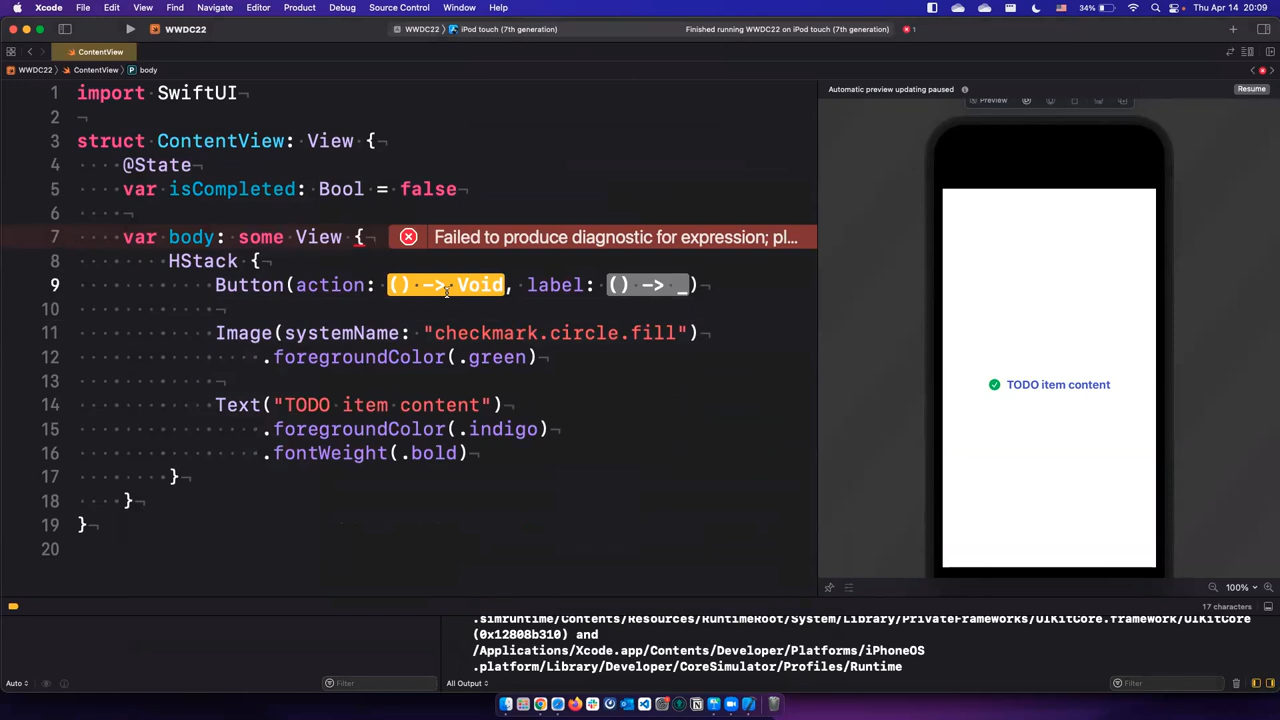 Xcode File Edit View Find Navigate Editor Product Debug Source Control Window Help 34% Thu Apr 14 20:09
WWDC22 WWDC22 〉 iPod touch (7th generation) Finished running WWDC22 on iPod touch (7th generation) 1
ContentView
WWDC22 〉 ContentView 〉 P body
Automatic preview updating paused Resume
Preview
1 import SwiftUI¬
2 ¬
3 struct ContentView: View {¬
4 @State¬
5 var isCompleted: Bool = false¬
6 ¬
7 var body: some View {¬ Failed to produce diagnostic for expression; pl...
8 HStack {¬
9 Button(action: () -> Void, label: () -> _)¬
10 ¬
11 Image(systemName: "checkmark.circle.fill")¬
12 .foregroundColor(.green)¬
13 ¬
14 Text("TODO item content")¬
15 .foregroundColor(.indigo)¬
16 .fontWeight(.bold)¬
17 }¬
18 }¬
19 }¬
20
TODO item content
100%
17 characters
.simruntime/Contents/Resources/RuntimeRoot/System/Library/PrivateFrameworks/UIKitCore.framework/UIKitCore
(0x12808b310) and
/Applications/Xcode.app/Contents/Developer/Platforms/iPhoneOS
.platform/Library/Developer/CoreSimulator/Profiles/Runtime
Auto Filter All Output Filter